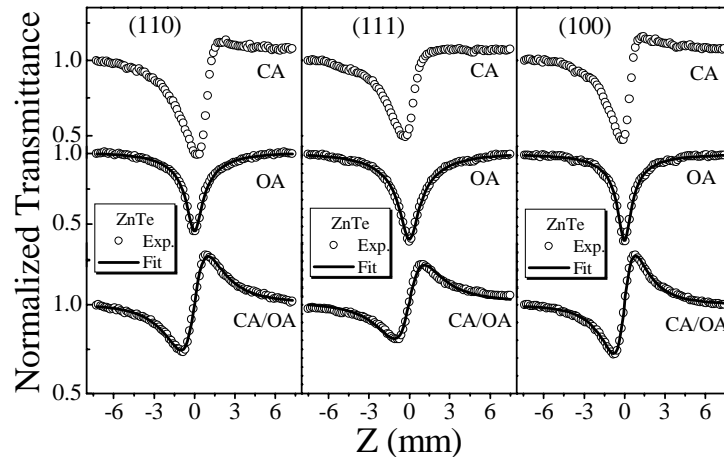 (110) (111) (100)
1.0 CA CA CA
0.5
1.0
OA OA OA
0.5
ZnTe ZnTe ZnTe
Exp. Exp. Exp.
Fit Fit Fit
1.0
CA/OA CA/OA CA/OA
0.5
-6 -3 0 3 6 -6 -3 0 3 6 -6 -3 0 3 6
Z (mm)
Normalized Transmittance